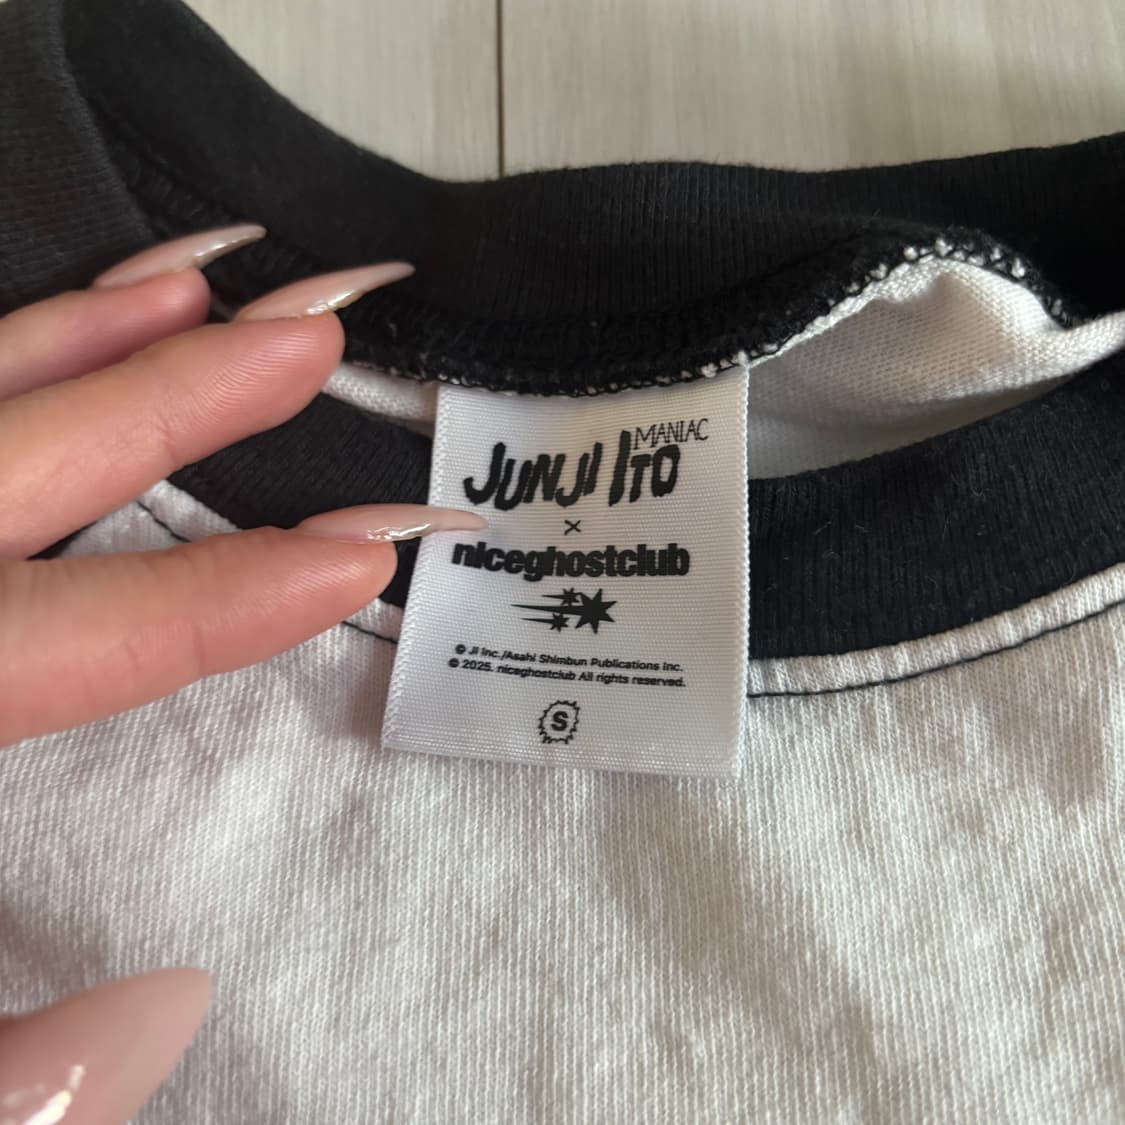 JUNJI ITO MANIAC
×
niceghostclub
© JI Inc./Asahi Shimbun Publications Inc.
© 2025. niceghostclub All rights reserved.
S